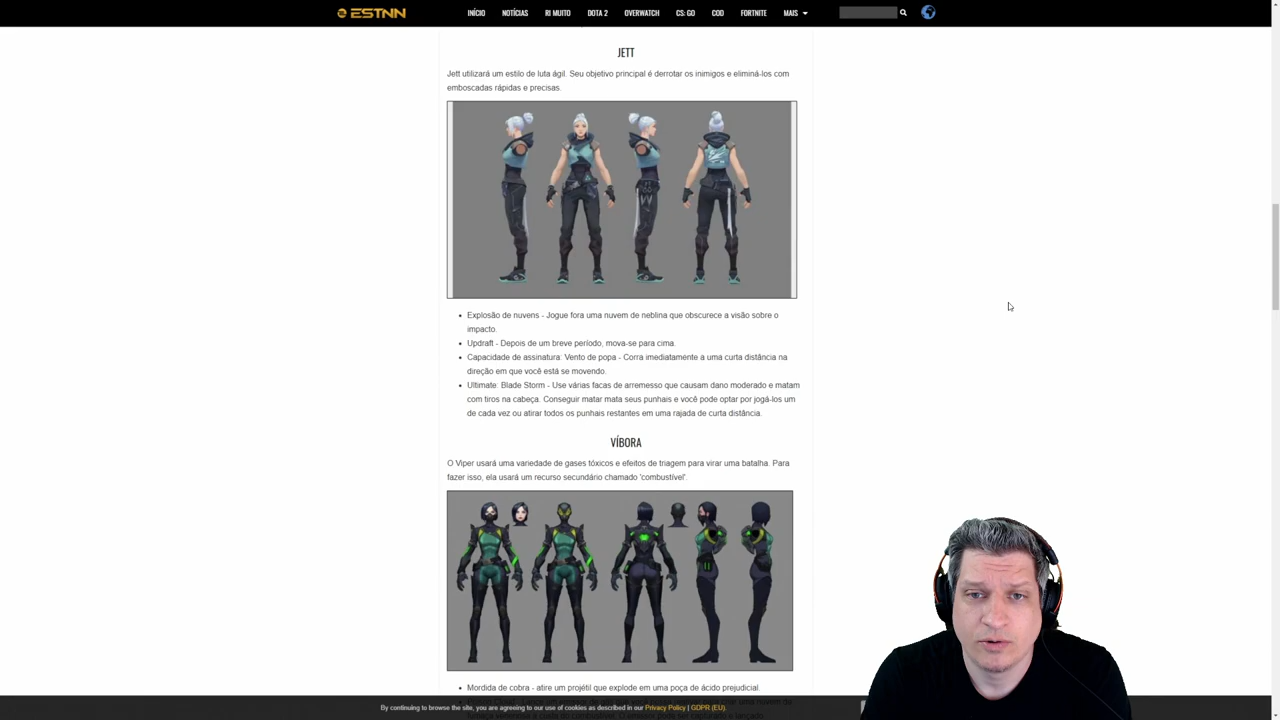 ESTNN
INÍCIO NOTÍCIAS RI MUITO DOTA 2 OVERWATCH CS: GO COD FORTNITE MAIS
JETT
Jett utilizará um estilo de luta ágil. Seu objetivo principal é derrotar os inimigos e eliminá-los com
emboscadas rápidas e precisas.
Explosão de nuvens - Jogue fora uma nuvem de neblina que obscurece a visão sobre o
impacto.
Updraft - Depois de um breve período, mova-se para cima.
Capacidade de assinatura: Vento de popa - Corra imediatamente a uma curta distância na
direção em que você está se movendo.
Ultimate: Blade Storm - Use várias facas de arremesso que causam dano moderado e matam
com tiros na cabeça. Conseguir matar mata seus punhais e você pode optar por jogá-los um
de cada vez ou atirar todos os punhais restantes em uma rajada de curta distância.
VÍBORA
O Viper usará uma variedade de gases tóxicos e efeitos de triagem para virar uma batalha. Para
fazer isso, ela usará um recurso secundário chamado 'combustível'.
Mordida de cobra - atire um projétil que explode em uma poça de ácido prejudicial.
By continuing to browse the site, you are agreeing to our use of cookies as described in our Privacy Policy | GDPR (EU).